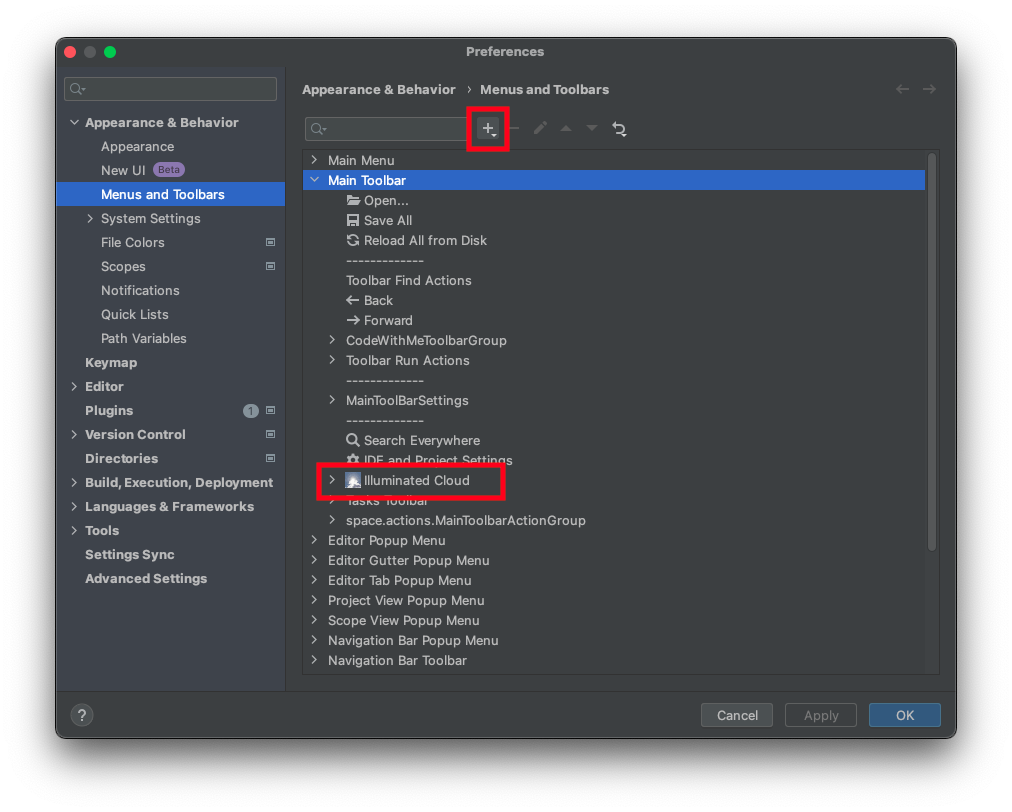 Preferences
Appearance & Behavior
Appearance
New UI Beta
Menus and Toolbars
System Settings
File Colors
Scopes
Notifications
Quick Lists
Path Variables
Keymap
Editor
Plugins 1
Version Control
Directories
Build, Execution, Deployment
Languages & Frameworks
Tools
Settings Sync
Advanced Settings
Appearance & Behavior › Menus and Toolbars
Main Menu
Main Toolbar
Open...
Save All
Reload All from Disk
-------------
Toolbar Find Actions
Back
Forward
CodeWithMeToolbarGroup
Toolbar Run Actions
-------------
MainToolBarSettings
-------------
Search Everywhere
IDE and Project Settings
Illuminated Cloud
Tasks Toolbar
space.actions.MainToolbarActionGroup
Editor Popup Menu
Editor Gutter Popup Menu
Editor Tab Popup Menu
Project View Popup Menu
Scope View Popup Menu
Navigation Bar Popup Menu
Navigation Bar Toolbar
?
Cancel
Apply
OK